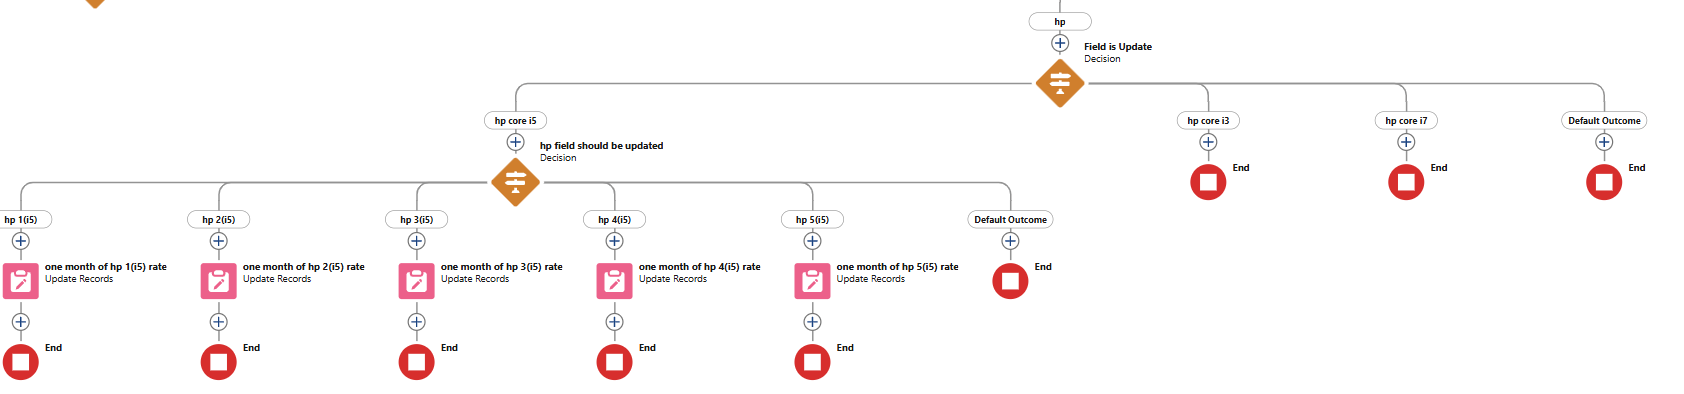 hp
Field is Update
Decision
hp core i5
hp core i3
hp core i7
Default Outcome
hp field should be updated
Decision
End
End
End
hp 1(i5)
hp 2(i5)
hp 3(i5)
hp 4(i5)
hp 5(i5)
Default Outcome
one month of hp 1(i5) rate
Update Records
one month of hp 2(i5) rate
Update Records
one month of hp 3(i5) rate
Update Records
one month of hp 4(i5) rate
Update Records
one month of hp 5(i5) rate
Update Records
End
End
End
End
End
End